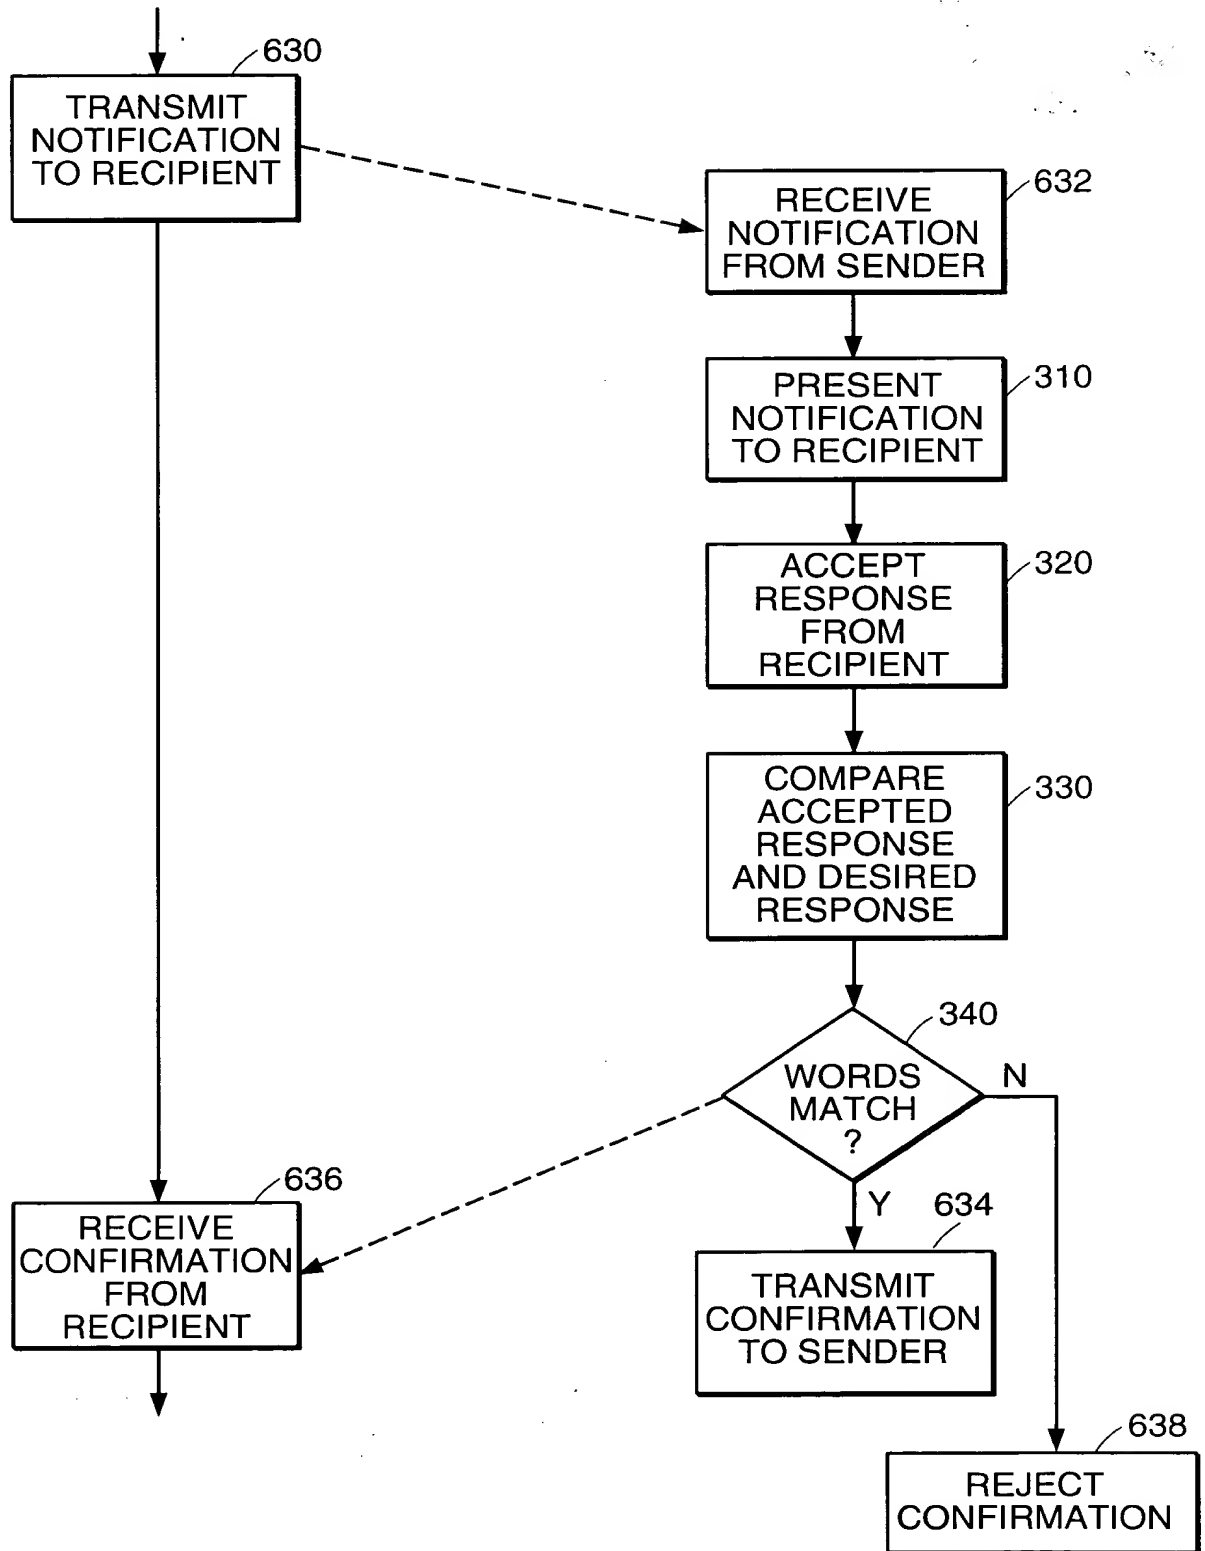 630
TRANSMIT
NOTIFICATION
TO RECIPIENT
632
RECEIVE
NOTIFICATION
FROM SENDER
310
PRESENT
NOTIFICATION
TO RECIPIENT
320
ACCEPT
RESPONSE
FROM
RECIPIENT
330
COMPARE
ACCEPTED
RESPONSE
AND DESIRED
RESPONSE
340
WORDS
MATCH
?
N
Y
636
RECEIVE
CONFIRMATION
FROM
RECIPIENT
634
TRANSMIT
CONFIRMATION
TO SENDER
638
REJECT
CONFIRMATION